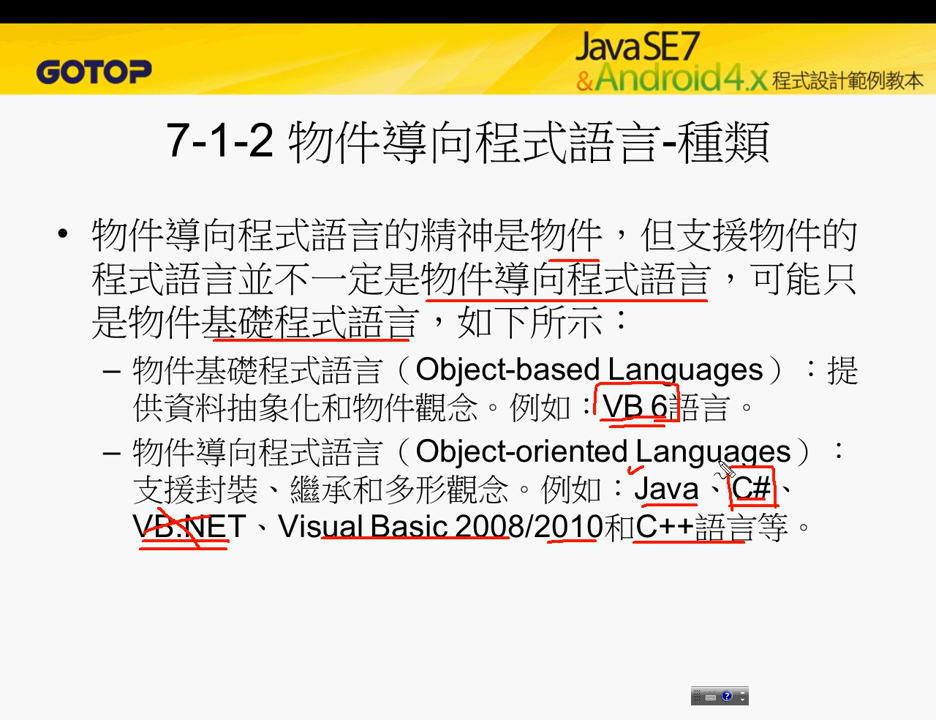 GOTOP
Java SE 7
&Android 4.x 程式設計範例教本
7-1-2 物件導向程式語言-種類
• 物件導向程式語言的精神是物件，但支援物件的
程式語言並不一定是物件導向程式語言，可能只
是物件基礎程式語言，如下所示：
– 物件基礎程式語言（Object-based Languages）：提
供資料抽象化和物件觀念。例如：VB 6語言。
– 物件導向程式語言（Object-oriented Languages）：
支援封裝、繼承和多形觀念。例如：Java、C#、
VB.NET、Visual Basic 2008/2010和C++語言等。